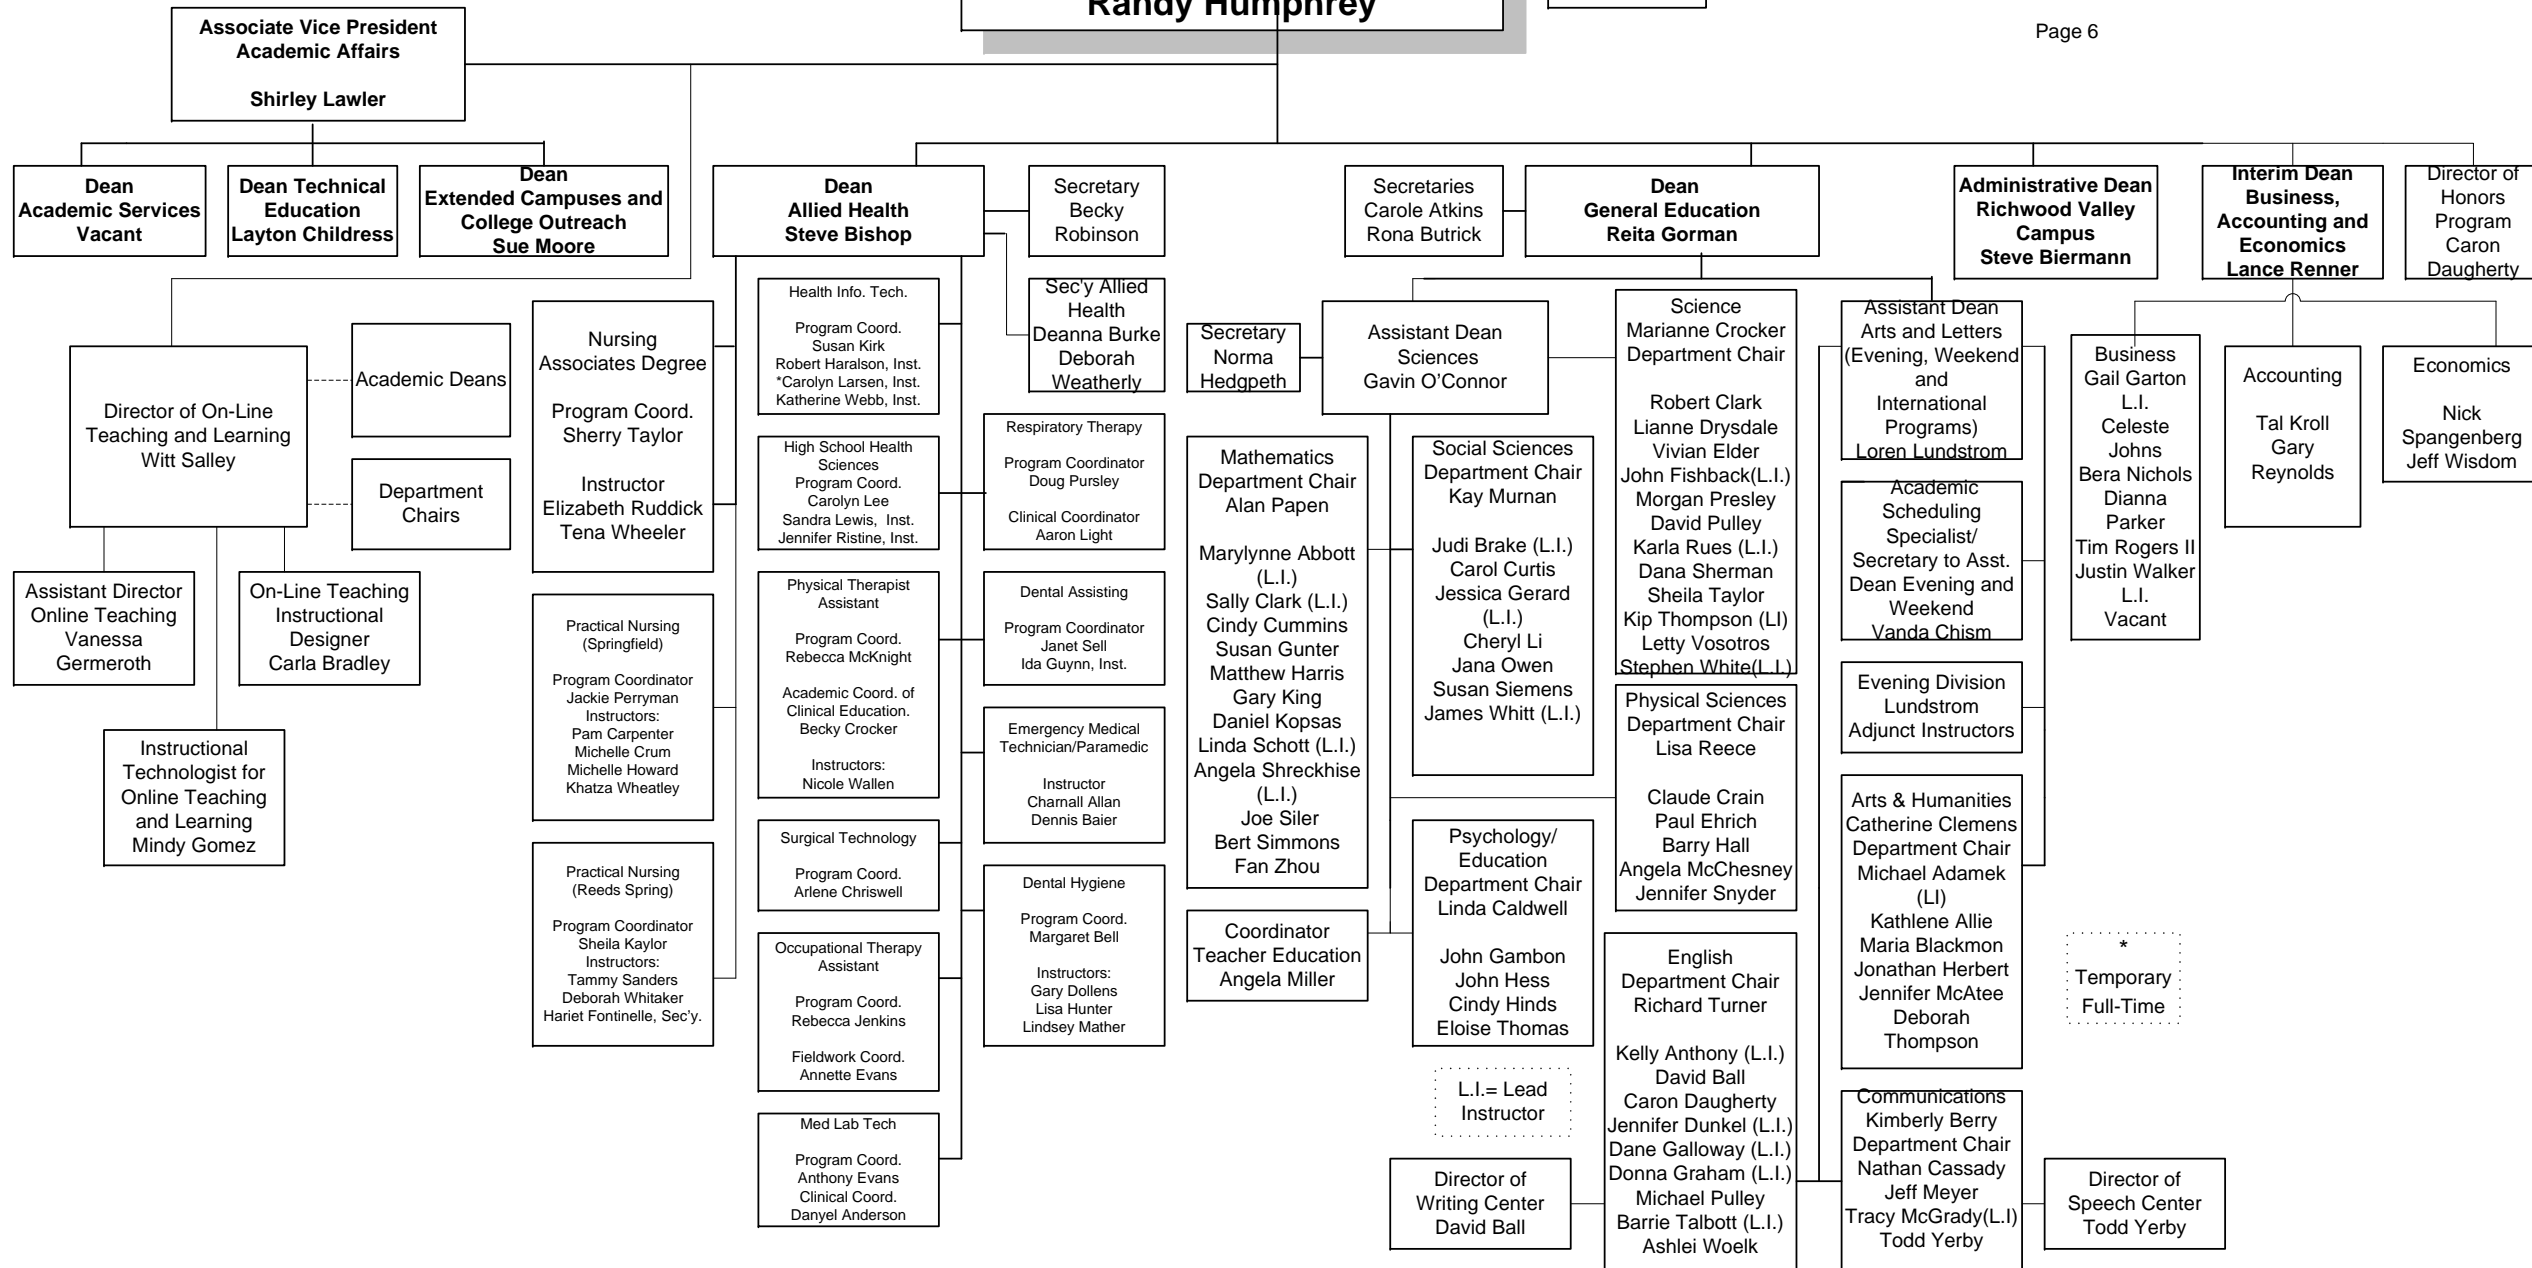 Randy Humphrey
Page 6
Associate Vice President
Academic Affairs
Shirley Lawler
Dean
Academic Services
Vacant
Dean Technical
Education
Layton Childress
Dean
Extended Campuses and
College Outreach
Sue Moore
Dean
Allied Health
Steve Bishop
Secretary
Becky
Robinson
Secretaries
Carole Atkins
Rona Butrick
Dean
General Education
Reita Gorman
Administrative Dean
Richwood Valley
Campus
Steve Biermann
Interim Dean
Business,
Accounting and
Economics
Lance Renner
Director of
Honors
Program
Caron
Daugherty
Director of On-Line
Teaching and Learning
Witt Salley
Academic Deans
Department
Chairs
Assistant Director
Online Teaching
Vanessa
Germeroth
On-Line Teaching
Instructional
Designer
Carla Bradley
Instructional
Technologist for
Online Teaching
and Learning
Mindy Gomez
Nursing
Associates Degree
Program Coord.
Sherry Taylor
Instructor
Elizabeth Ruddick
Tena Wheeler
Practical Nursing
(Springfield)
Program Coordinator
Jackie Perryman
Instructors:
Pam Carpenter
Michelle Crum
Michelle Howard
Khatza Wheatley
Practical Nursing
(Reeds Spring)
Program Coordinator
Sheila Kaylor
Instructors:
Tammy Sanders
Deborah Whitaker
Hariet Fontinelle, Sec'y.
Health Info. Tech.
Program Coord.
Susan Kirk
Robert Haralson, Inst.
*Carolyn Larsen, Inst.
Katherine Webb, Inst.
High School Health
Sciences
Program Coord.
Carolyn Lee
Sandra Lewis, Inst.
Jennifer Ristine, Inst.
Physical Therapist
Assistant
Program Coord.
Rebecca McKnight
Academic Coord. of
Clinical Education.
Becky Crocker
Instructors:
Nicole Wallen
Surgical Technology
Program Coord.
Arlene Chriswell
Occupational Therapy
Assistant
Program Coord.
Rebecca Jenkins
Fieldwork Coord.
Annette Evans
Med Lab Tech
Program Coord.
Anthony Evans
Clinical Coord.
Danyel Anderson
Sec'y Allied
Health
Deanna Burke
Deborah
Weatherly
Respiratory Therapy
Program Coordinator
Doug Pursley
Clinical Coordinator
Aaron Light
Dental Assisting
Program Coordinator
Janet Sell
Ida Guynn, Inst.
Emergency Medical
Technician/Paramedic
Instructor
Charnall Allan
Dennis Baier
Dental Hygiene
Program Coord.
Margaret Bell
Instructors:
Gary Dollens
Lisa Hunter
Lindsey Mather
Secretary
Norma
Hedgpeth
Assistant Dean
Sciences
Gavin O'Connor
Mathematics
Department Chair
Alan Papen
Marylynne Abbott
(L.I.)
Sally Clark (L.I.)
Cindy Cummins
Susan Gunter
Matthew Harris
Gary King
Daniel Kopsas
Linda Schott (L.I.)
Angela Shreckhise
(L.I.)
Joe Siler
Bert Simmons
Fan Zhou
Coordinator
Teacher Education
Angela Miller
Social Sciences
Department Chair
Kay Murnan
Judi Brake (L.I.)
Carol Curtis
Jessica Gerard
(L.I.)
Cheryl Li
Jana Owen
Susan Siemens
James Whitt (L.I.)
Psychology/
Education
Department Chair
Linda Caldwell
John Gambon
John Hess
Cindy Hinds
Eloise Thomas
L.I.= Lead
Instructor
Director of
Writing Center
David Ball
Science
Marianne Crocker
Department Chair
Robert Clark
Lianne Drysdale
Vivian Elder
John Fishback(L.I.)
Morgan Presley
David Pulley
Karla Rues (L.I.)
Dana Sherman
Sheila Taylor
Kip Thompson (LI)
Letty Vosotros
Stephen White(L.I.)
Physical Sciences
Department Chair
Lisa Reece
Claude Crain
Paul Ehrich
Barry Hall
Angela McChesney
Jennifer Snyder
English
Department Chair
Richard Turner
Kelly Anthony (L.I.)
David Ball
Caron Daugherty
Jennifer Dunkel (L.I.)
Dane Galloway (L.I.)
Donna Graham (L.I.)
Michael Pulley
Barrie Talbott (L.I.)
Ashlei Woelk
Assistant Dean
Arts and Letters
(Evening, Weekend
and
International
Programs)
Loren Lundstrom
Academic
Scheduling
Specialist/
Secretary to Asst.
Dean Evening and
Weekend
Vanda Chism
Evening Division
Lundstrom
Adjunct Instructors
Arts & Humanities
Catherine Clemens
Department Chair
Michael Adamek
(LI)
Kathlene Allie
Maria Blackmon
Jonathan Herbert
Jennifer McAtee
Deborah
Thompson
Communications
Kimberly Berry
Department Chair
Nathan Cassady
Jeff Meyer
Tracy McGrady(L.I)
Todd Yerby
Director of
Speech Center
Todd Yerby
Business
Gail Garton
L.I.
Celeste
Johns
Bera Nichols
Dianna
Parker
Tim Rogers II
Justin Walker
L.I.
Vacant
Accounting
Tal Kroll
Gary
Reynolds
Economics
Nick
Spangenberg
Jeff Wisdom
*
Temporary
Full-Time